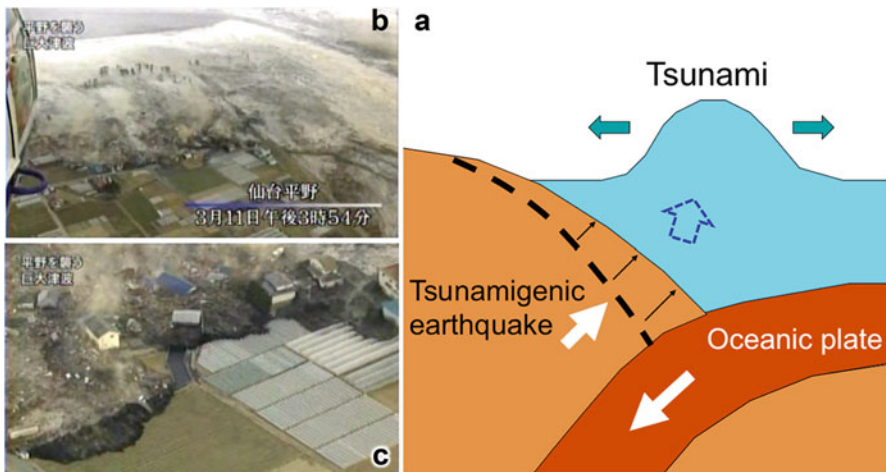 平野を襲う
巨大津波
b
仙台平野
3月11日午後3時54分
平野を襲う
巨大津波
c
a
Tsunami
Tsunamigenic
earthquake
Oceanic plate